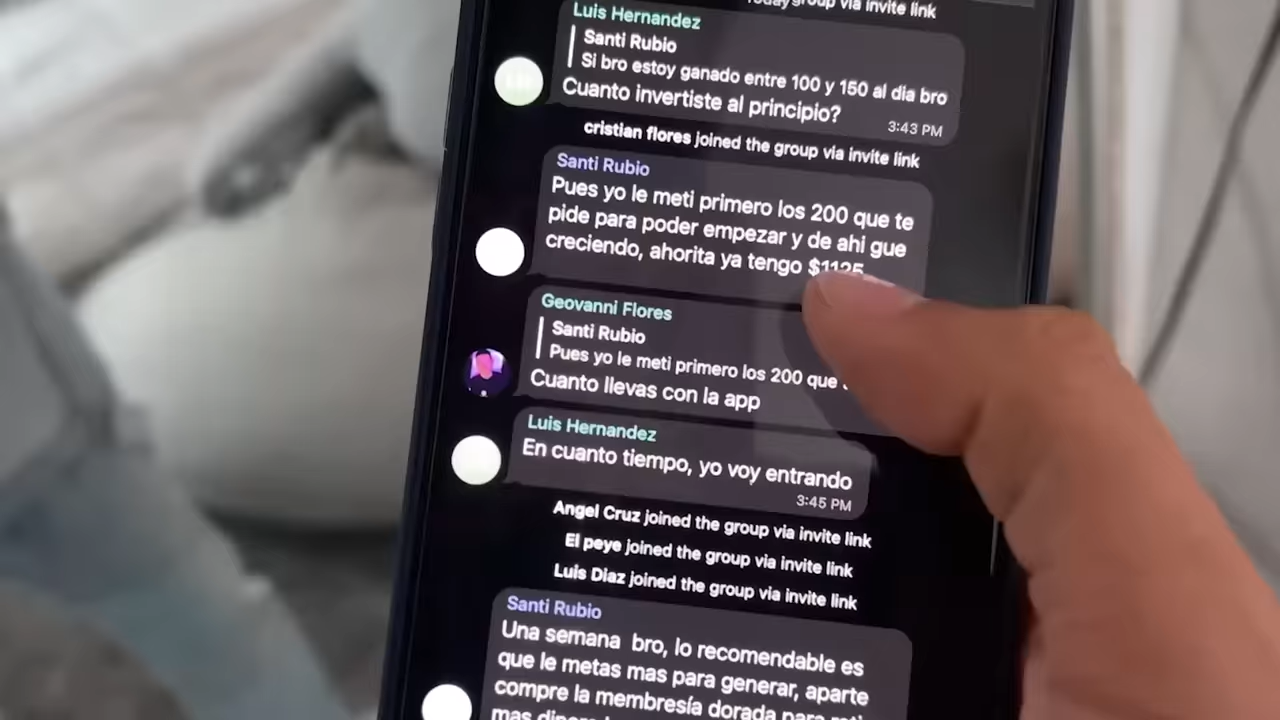 group via invite link
Luis Hernandez
Santi Rubio
Si bro estoy ganado entre 100 y 150 al dia bro
Cuanto invertiste al principio?
3:43 PM
cristian flores joined the group via invite link
Santi Rubio
Pues yo le meti primero los 200 que te
pide para poder empezar y de ahi gue
creciendo, ahorita ya tengo $1125
Geovanni Flores
Santi Rubio
Pues yo le meti primero los 200 que
Cuanto llevas con la app
Luis Hernandez
En cuanto tiempo, yo voy entrando
3:45 PM
Angel Cruz joined the group via invite link
El peye joined the group via invite link
Luis Diaz joined the group via invite link
Santi Rubio
Una semana bro, lo recomendable es
que le metas mas para generar, aparte
compre la membresía dorada para
mas